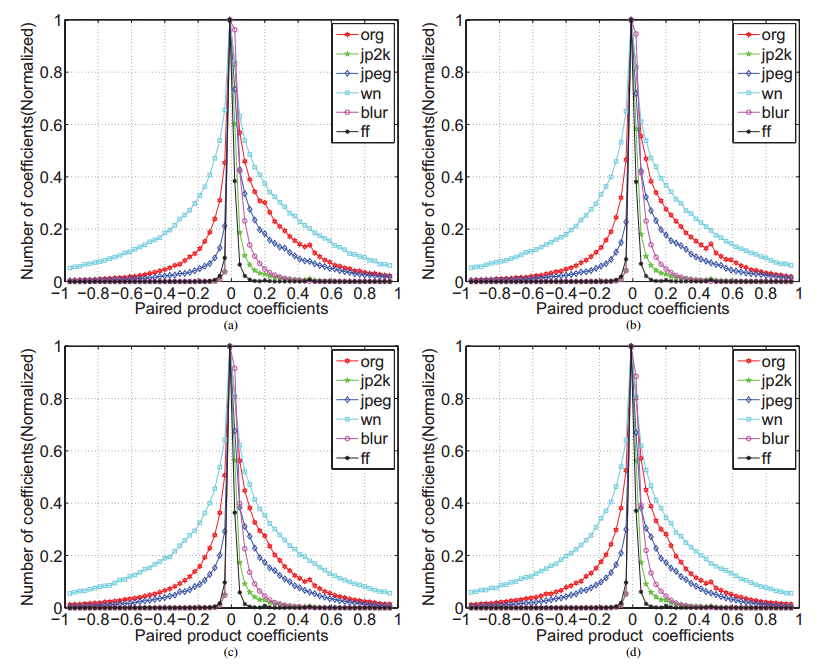 Number of coefficients(Normalized)
1
0.8
0.6
0.4
0.2
0
−1 −0.8 −0.6 −0.4 −0.2 0 0.2 0.4 0.6 0.8 1
Paired product coefficients
org
jp2k
jpeg
wn
blur
ff
(a)
Number of coefficients(Normalized)
1
0.8
0.6
0.4
0.2
0
−1 −0.8 −0.6 −0.4 −0.2 0 0.2 0.4 0.6 0.8 1
Paired product coefficients
org
jp2k
jpeg
wn
blur
ff
(b)
Number of coefficients(Normalized)
1
0.8
0.6
0.4
0.2
0
−1 −0.8 −0.6 −0.4 −0.2 0 0.2 0.4 0.6 0.8 1
Paired product coefficients
org
jp2k
jpeg
wn
blur
ff
(c)
Number of coefficients(Normalized)
1
0.8
0.6
0.4
0.2
0
−1 −0.8 −0.6 −0.4 −0.2 0 0.2 0.4 0.6 0.8 1
Paired product coefficients
org
jp2k
jpeg
wn
blur
ff
(d)